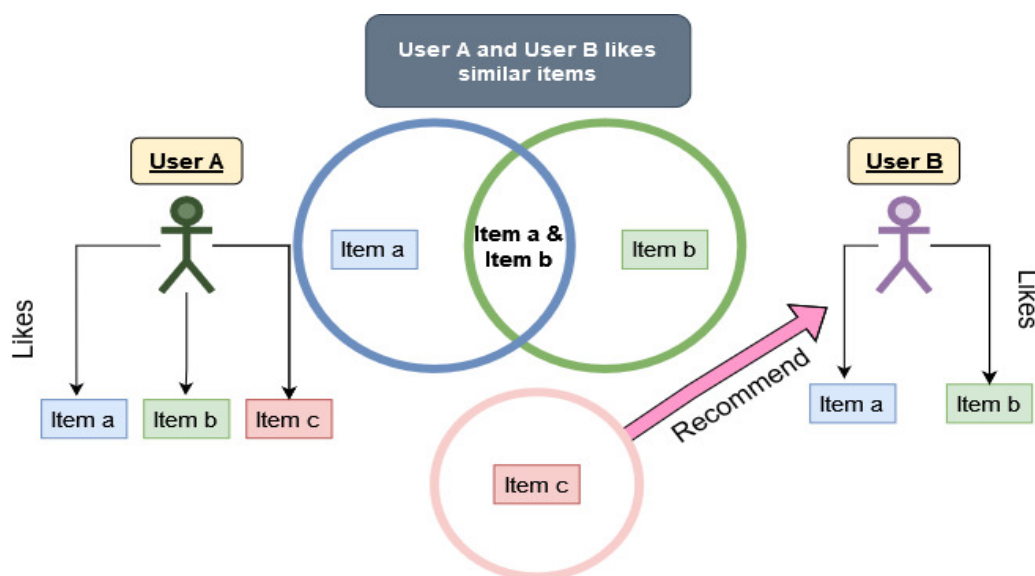 User A and User B likes
similar items
User A
User B
Item a
Item a &
Item b
Item b
Likes
Likes
Item a
Item b
Item c
Recommend
Item a
Item b
Item c